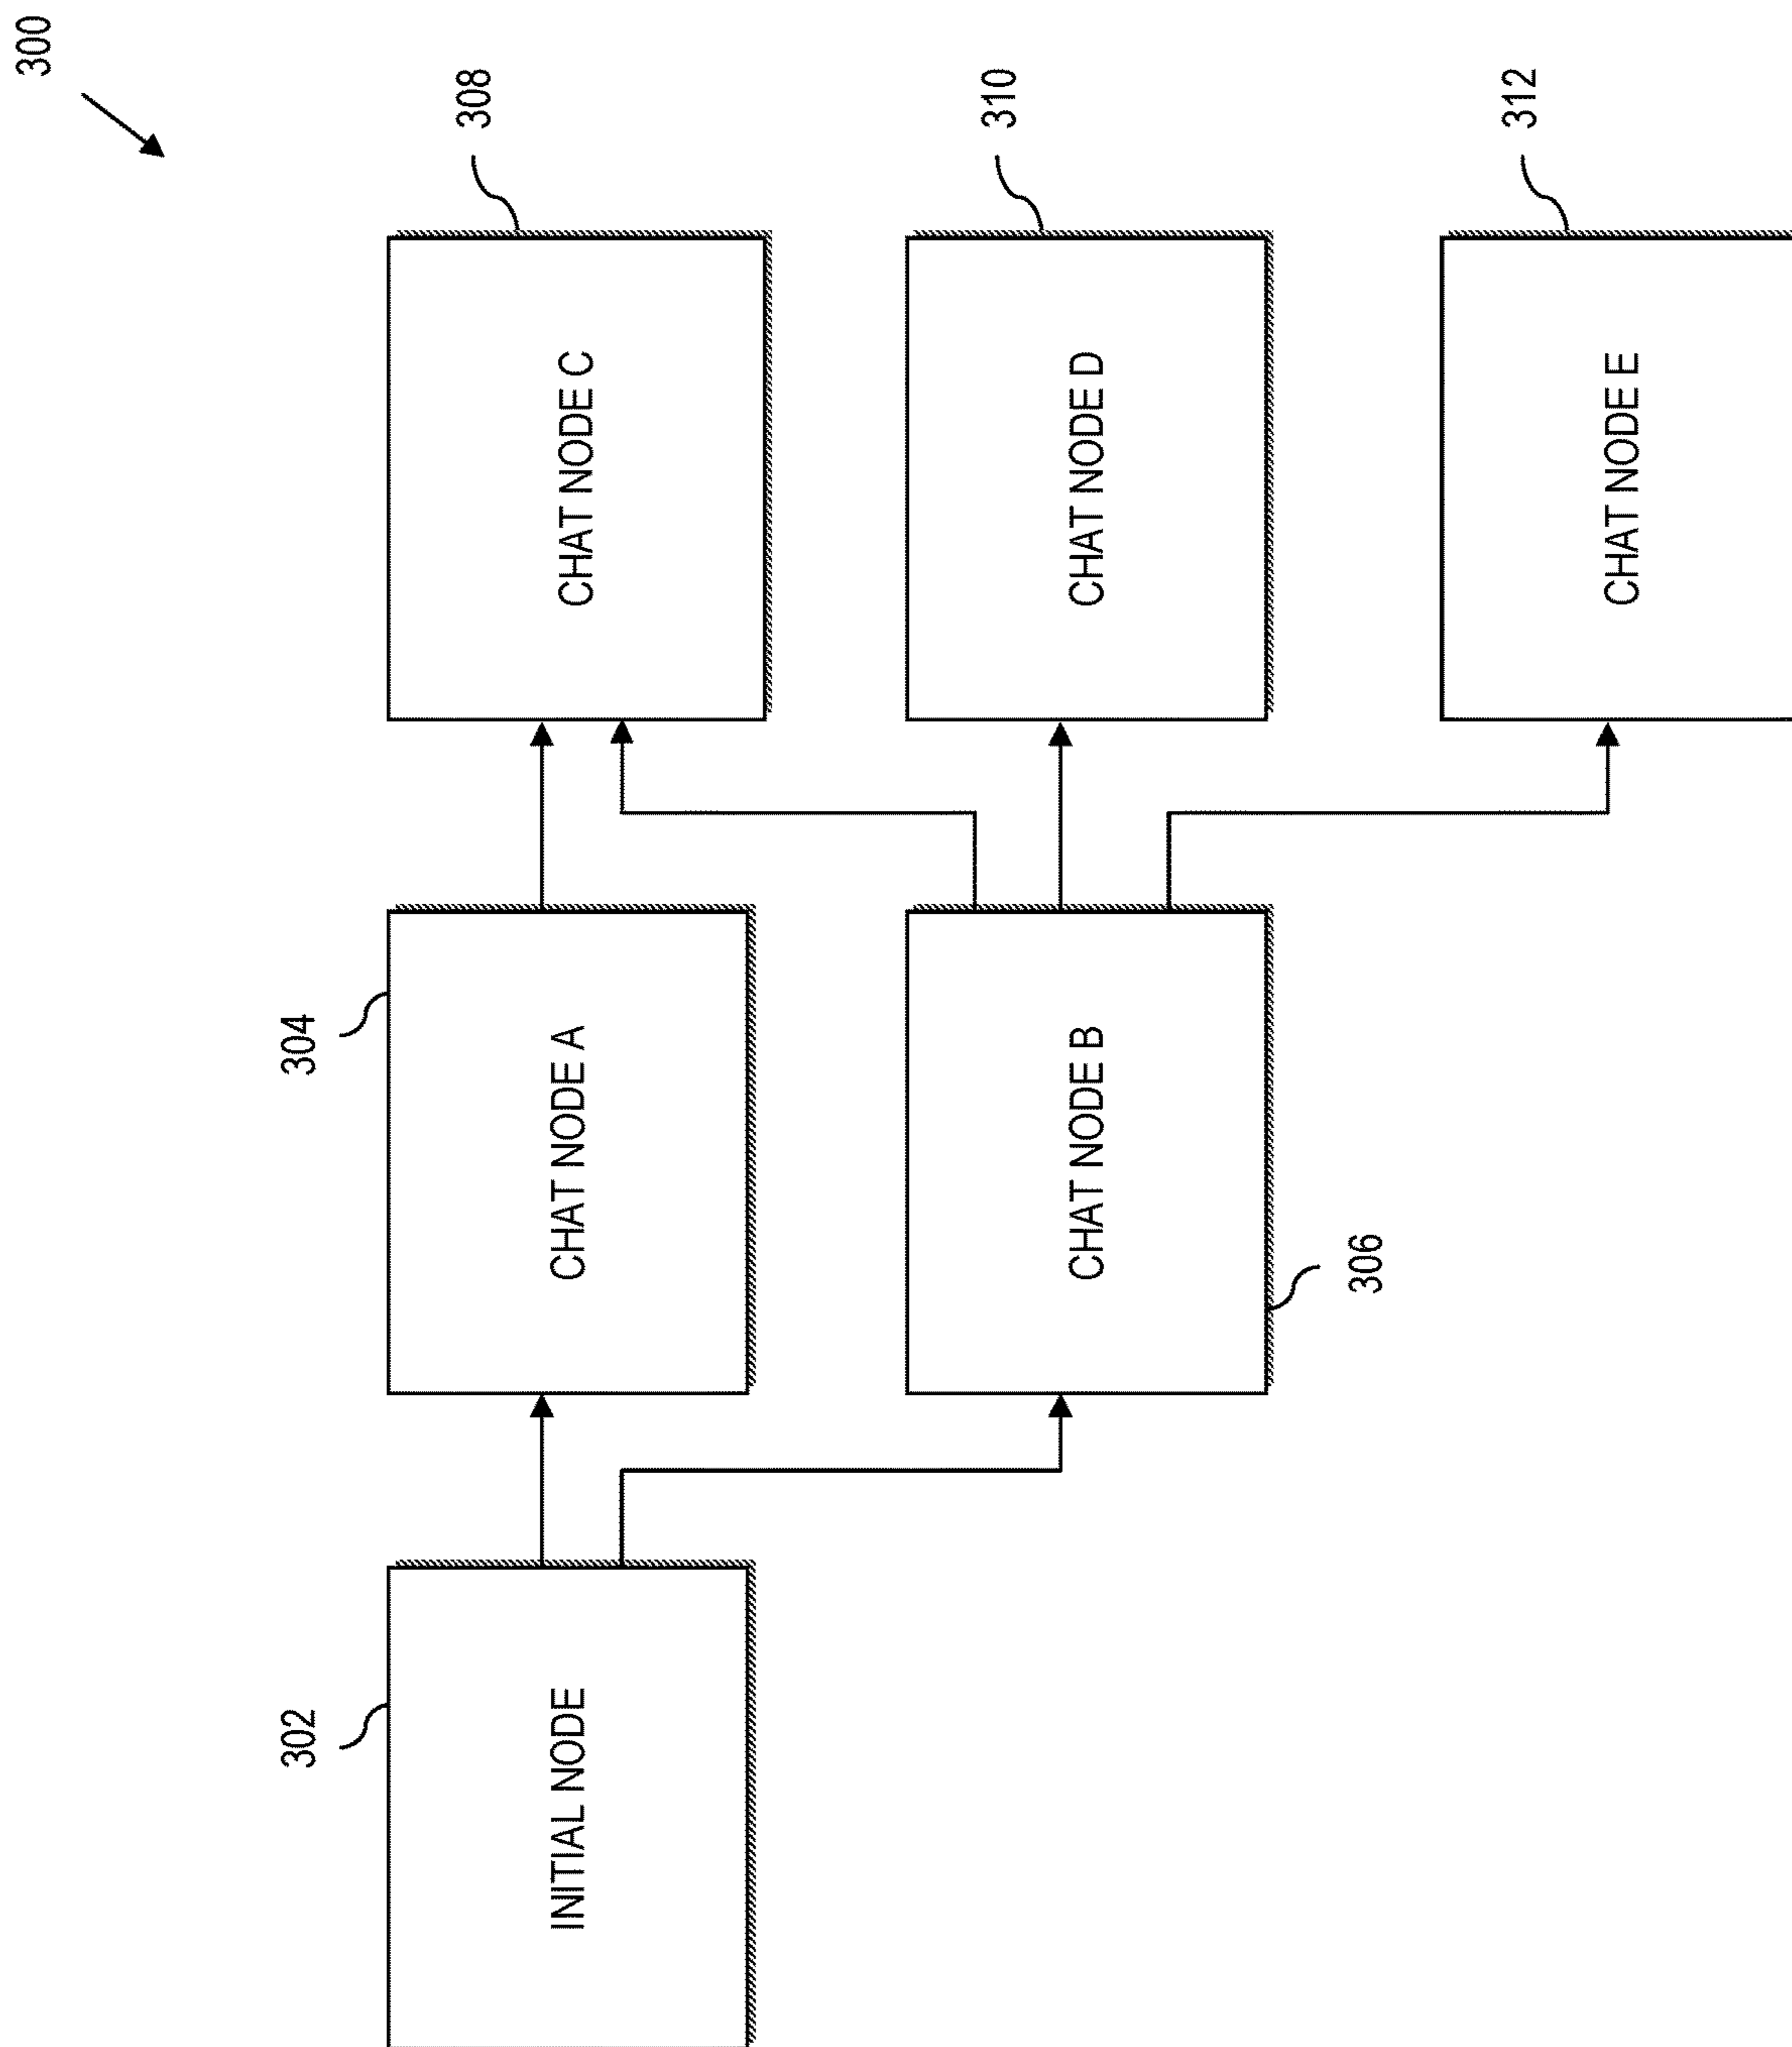 300
302
INITIAL NODE
304
CHAT NODE A
308
CHAT NODE C
CHAT NODE B
306
310
CHAT NODE D
312
CHAT NODE E